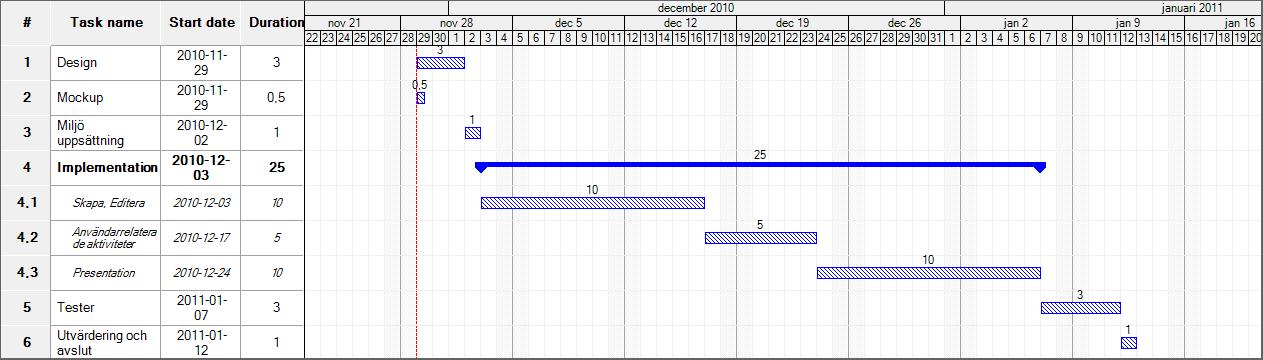 # Task name Start date Duration
december 2010 januari 2011
nov 21 nov 28 dec 5 dec 12 dec 19 dec 26 jan 2 jan 9 jan 16
22 23 24 25 26 27 28 29 30 1 2 3 4 5 6 7 8 9 10 11 12 13 14 15 16 17 18 19 20 21 22 23 24 25 26 27 28 29 30 31 1 2 3 4 5 6 7 8 9 10 11 12 13 14 15 16 17 18 19 20
1 Design 2010-11-
29 3 3
2 Mockup 2010-11-
29 0,5 0,5
3 Miljö
uppsättning 2010-12-
02 1 1
4 Implementation 2010-12-
03 25 25
4.1 Skapa, Editera 2010-12-03 10 10
4.2 Användarrelatera
de aktiviteter 2010-12-17 5 5
4.3 Presentation 2010-12-24 10 10
5 Tester 2011-01-
07 3 3
6 Utvärdering och
avslut 2011-01-
12 1 1